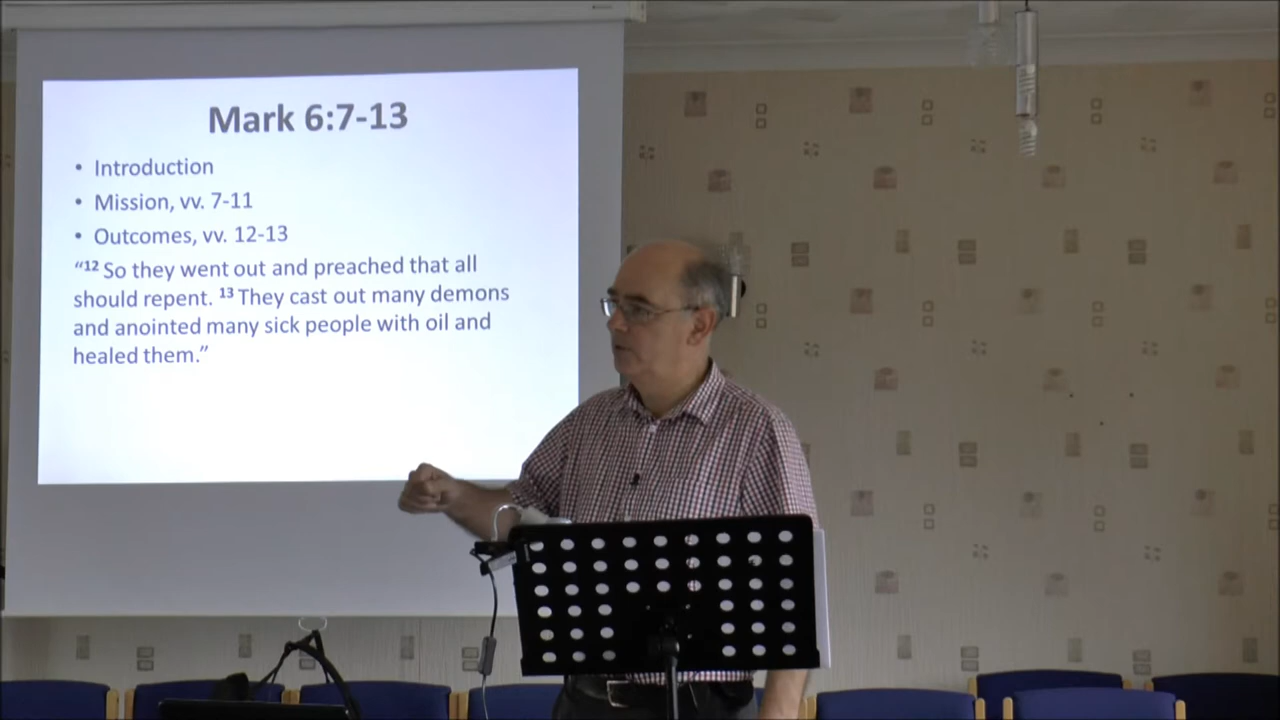 Mark 6:7-13
• Introduction
• Mission, vv. 7-11
• Outcomes, vv. 12-13
“12 So they went out and preached that all
should repent. 13 They cast out many demons
and anointed many sick people with oil and
healed them.”